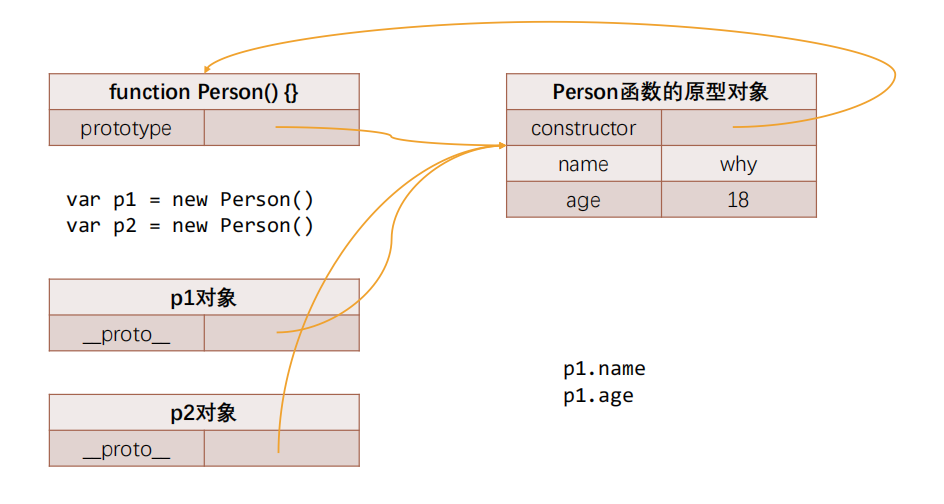 function Person() {}
prototype
Person函数的原型对象
constructor
name why
age 18
var p1 = new Person()
var p2 = new Person()
p1对象
__proto__
p2对象
__proto__
p1.name
p1.age